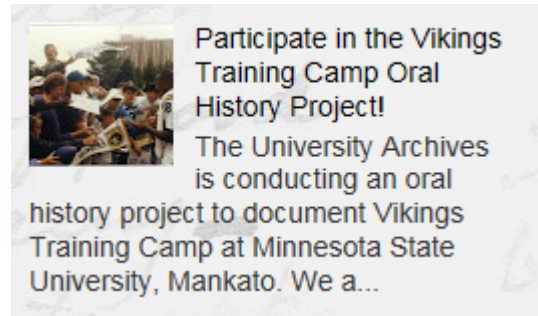 Participate in the Vikings
Training Camp Oral
History Project!
The University Archives
is conducting an oral
history project to document Vikings
Training Camp at Minnesota State
University, Mankato. We a...